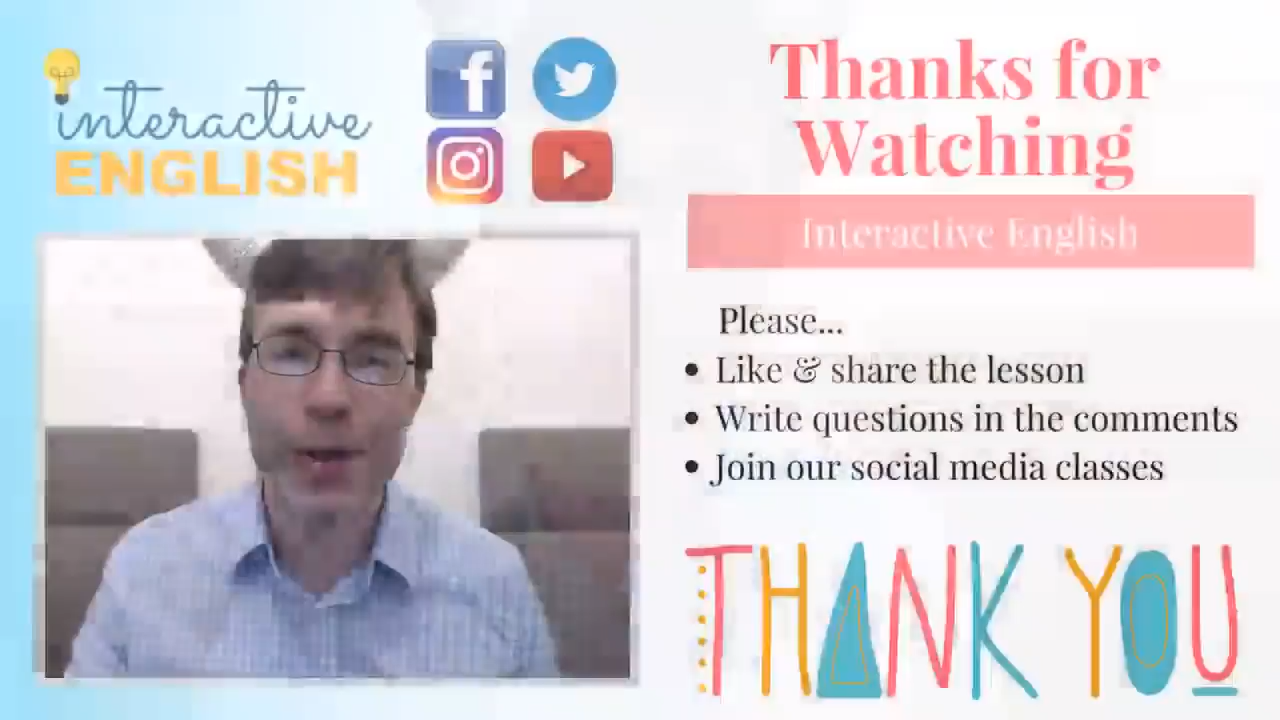 interactive
ENGLISH
Thanks for
Watching
Interactive English
Please...
Like & share the lesson
Write questions in the comments
Join our social media classes
THANK YOU